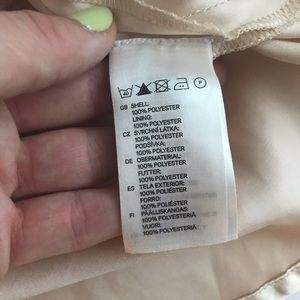 GB SHELL:
100% POLYESTER
LINING:
100% POLYESTER
CZ SVRCHNÍ LÁTKA:
100% POLYESTER
PODŠÍVKA:
100% POLYESTER
DE OBERMATERIAL:
100% POLYESTER
FUTTER:
100% POLYESTER
ES TELA EXTERIOR:
100% POLIÉSTER
FORRO:
100% POLIÉSTER
FI PÄÄLLISKANGAS:
100% POLYESTERIÄ
VUORI:
100% POLYESTERIÄ